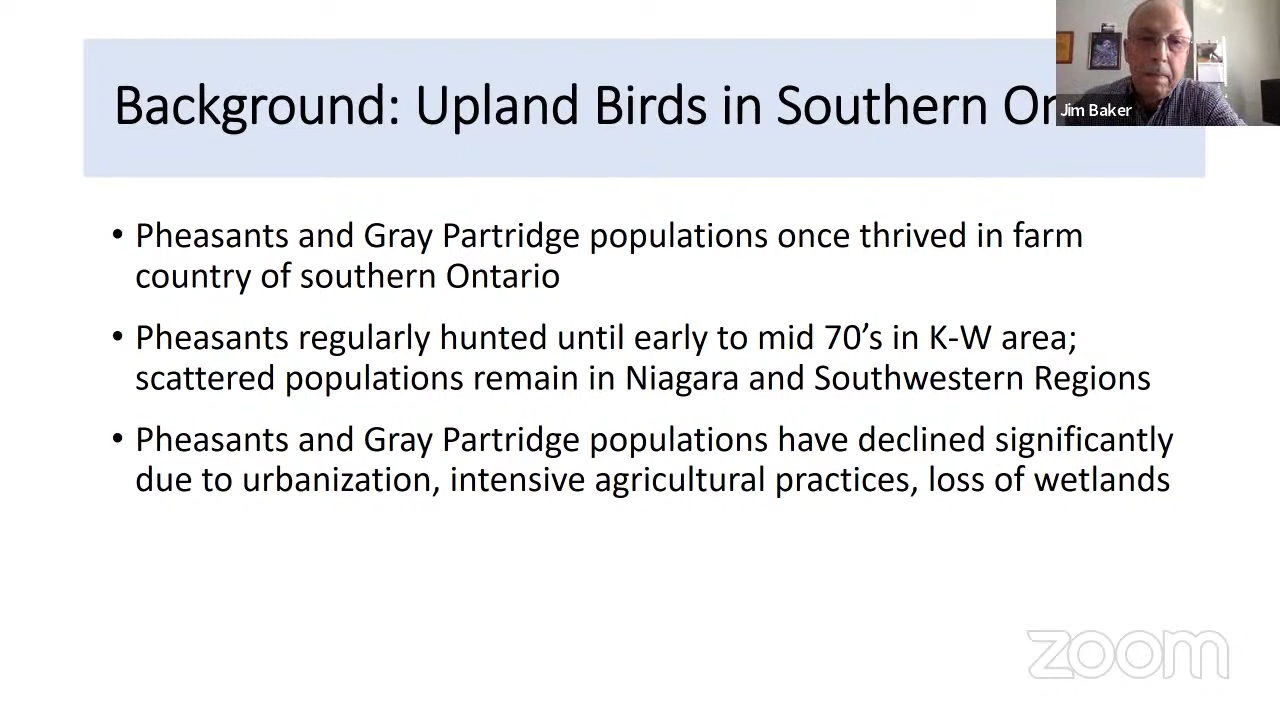 Background: Upland Birds in Southern On
Jim Baker
• Pheasants and Gray Partridge populations once thrived in farm
country of southern Ontario
• Pheasants regularly hunted until early to mid 70’s in K-W area;
scattered populations remain in Niagara and Southwestern Regions
• Pheasants and Gray Partridge populations have declined significantly
due to urbanization, intensive agricultural practices, loss of wetlands
zoom